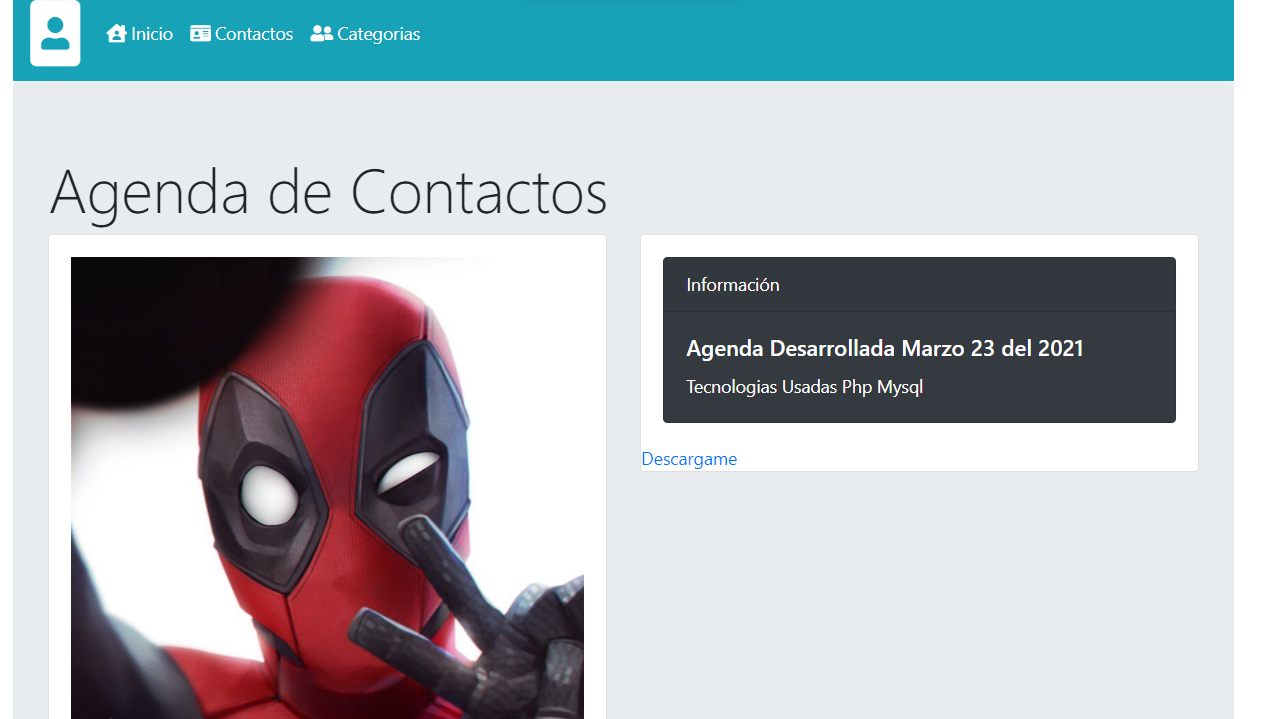 Inicio Contactos Categorias
Agenda de Contactos
Información
Agenda Desarrollada Marzo 23 del 2021
Tecnologias Usadas Php Mysql
Descargame